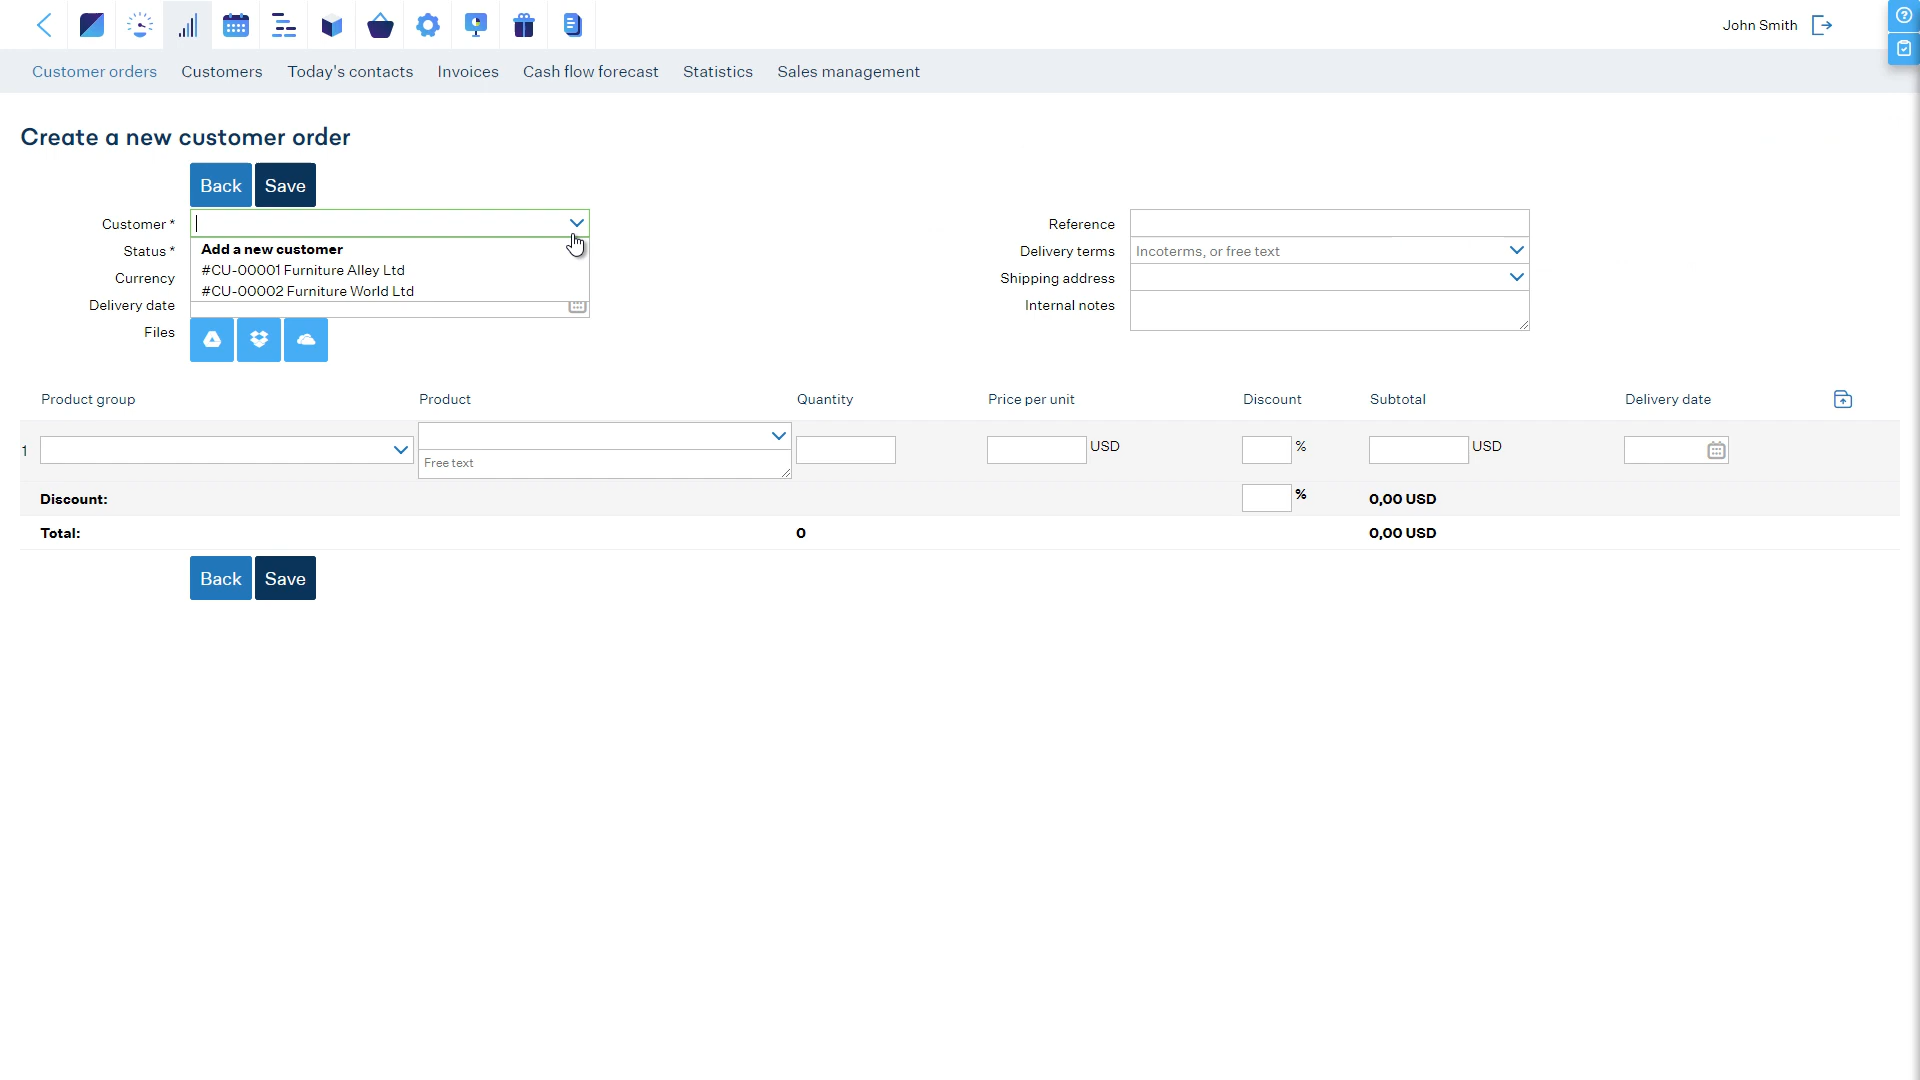 John Smith
Customer orders Customers Today's contacts Invoices Cash flow forecast Statistics Sales management
Create a new customer order
Back Save
Customer *
Add a new customer
#CU-00001 Furniture Alley Ltd
#CU-00002 Furniture World Ltd
Status *
Currency
Delivery date
Files
Reference
Delivery terms Incoterms, or free text
Shipping address
Internal notes
Product group Product Quantity Price per unit Discount Subtotal Delivery date
1 USD % USD
Free text
Discount: % 0,00 USD
Total: 0 0,00 USD
Back Save